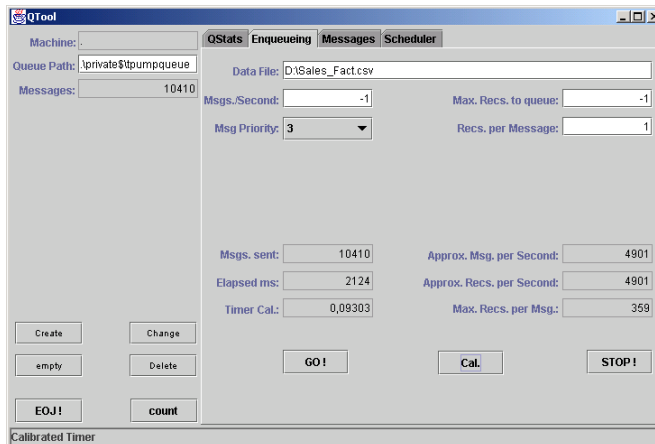 QTool
Machine: .
QStats Enqueueing Messages Scheduler
Queue Path: .\private$\tpumpqueue
Data File: D:\Sales_Fact.csv
Messages: 10410
Msgs./Second: -1 Max. Recs. to queue: -1
Msg Priority: 3 Recs. per Message: 1
Msgs. sent: 10410 Approx. Msg. per Second: 4901
Elapsed ms: 2124 Approx. Recs. per Second: 4901
Timer Cal.: 0,09303 Max. Recs. per Msg.: 359
Create Change
empty Delete
GO ! Cal. STOP !
EOJ ! count
Calibrated Timer